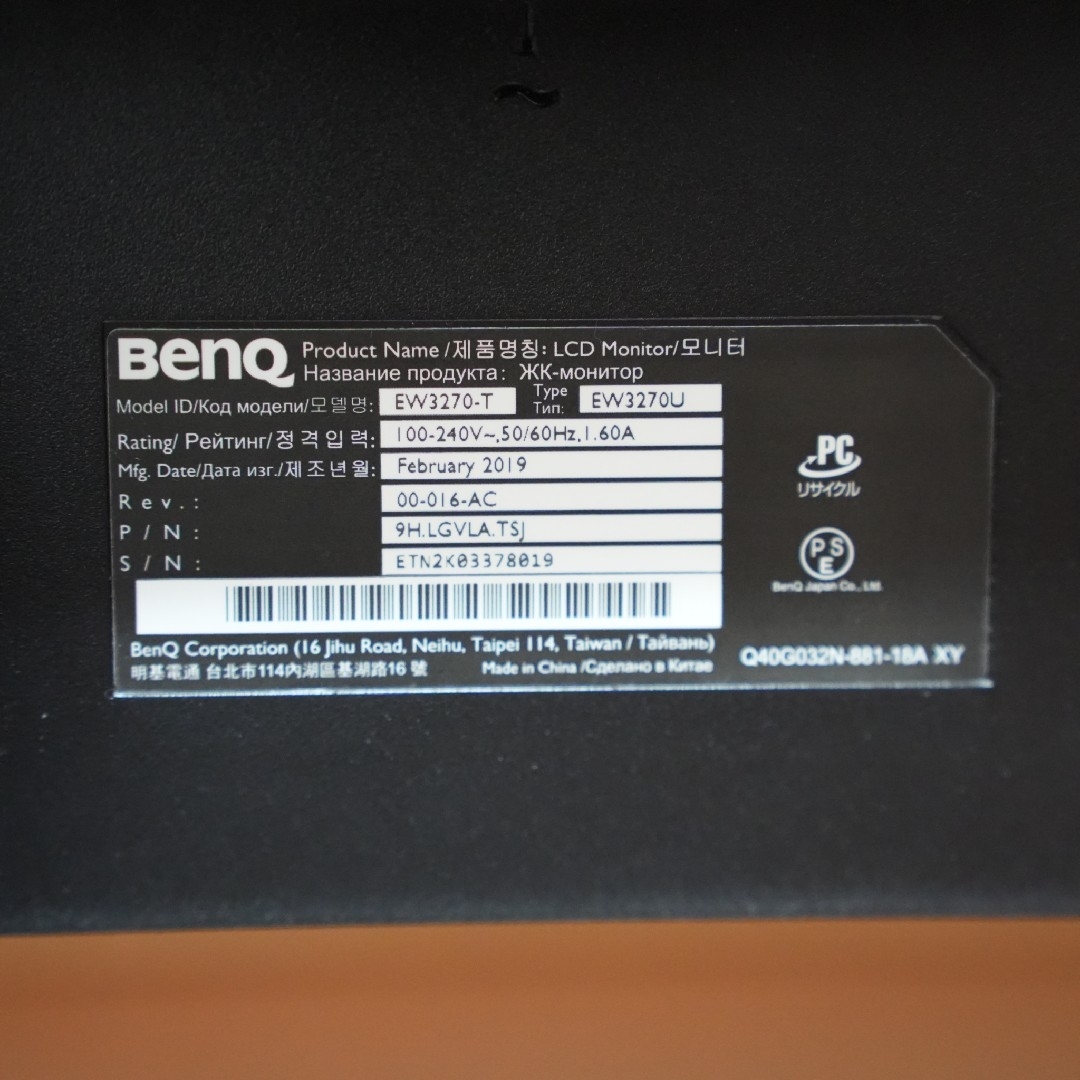 BenQ Product Name /제품명칭: LCD Monitor/모니터
Название продукта: ЖК-монитор
Model ID/Код модели/모델명: EW3270-T Type Тип: EW3270U
Rating/ Рейтинг/정격입력: 100-240V~,50/60Hz,1.60A
Mfg. Date/Дата изг./제조년월: February 2019
Rev.: 00-016-AC
P/N: 9H.LGVLA.TSJ
S/N: ETN2K03378019
BenQ Corporation (16 Jihu Road, Neihu, Taipei 114, Taiwan / Тайвань)
明基電通 台北市114內湖區基湖路16 號 Made in China /Сделано в Китае
PC
リサイクル
PSE
BenQ Japan Co., Ltd.
Q40G032N-881-18A XY